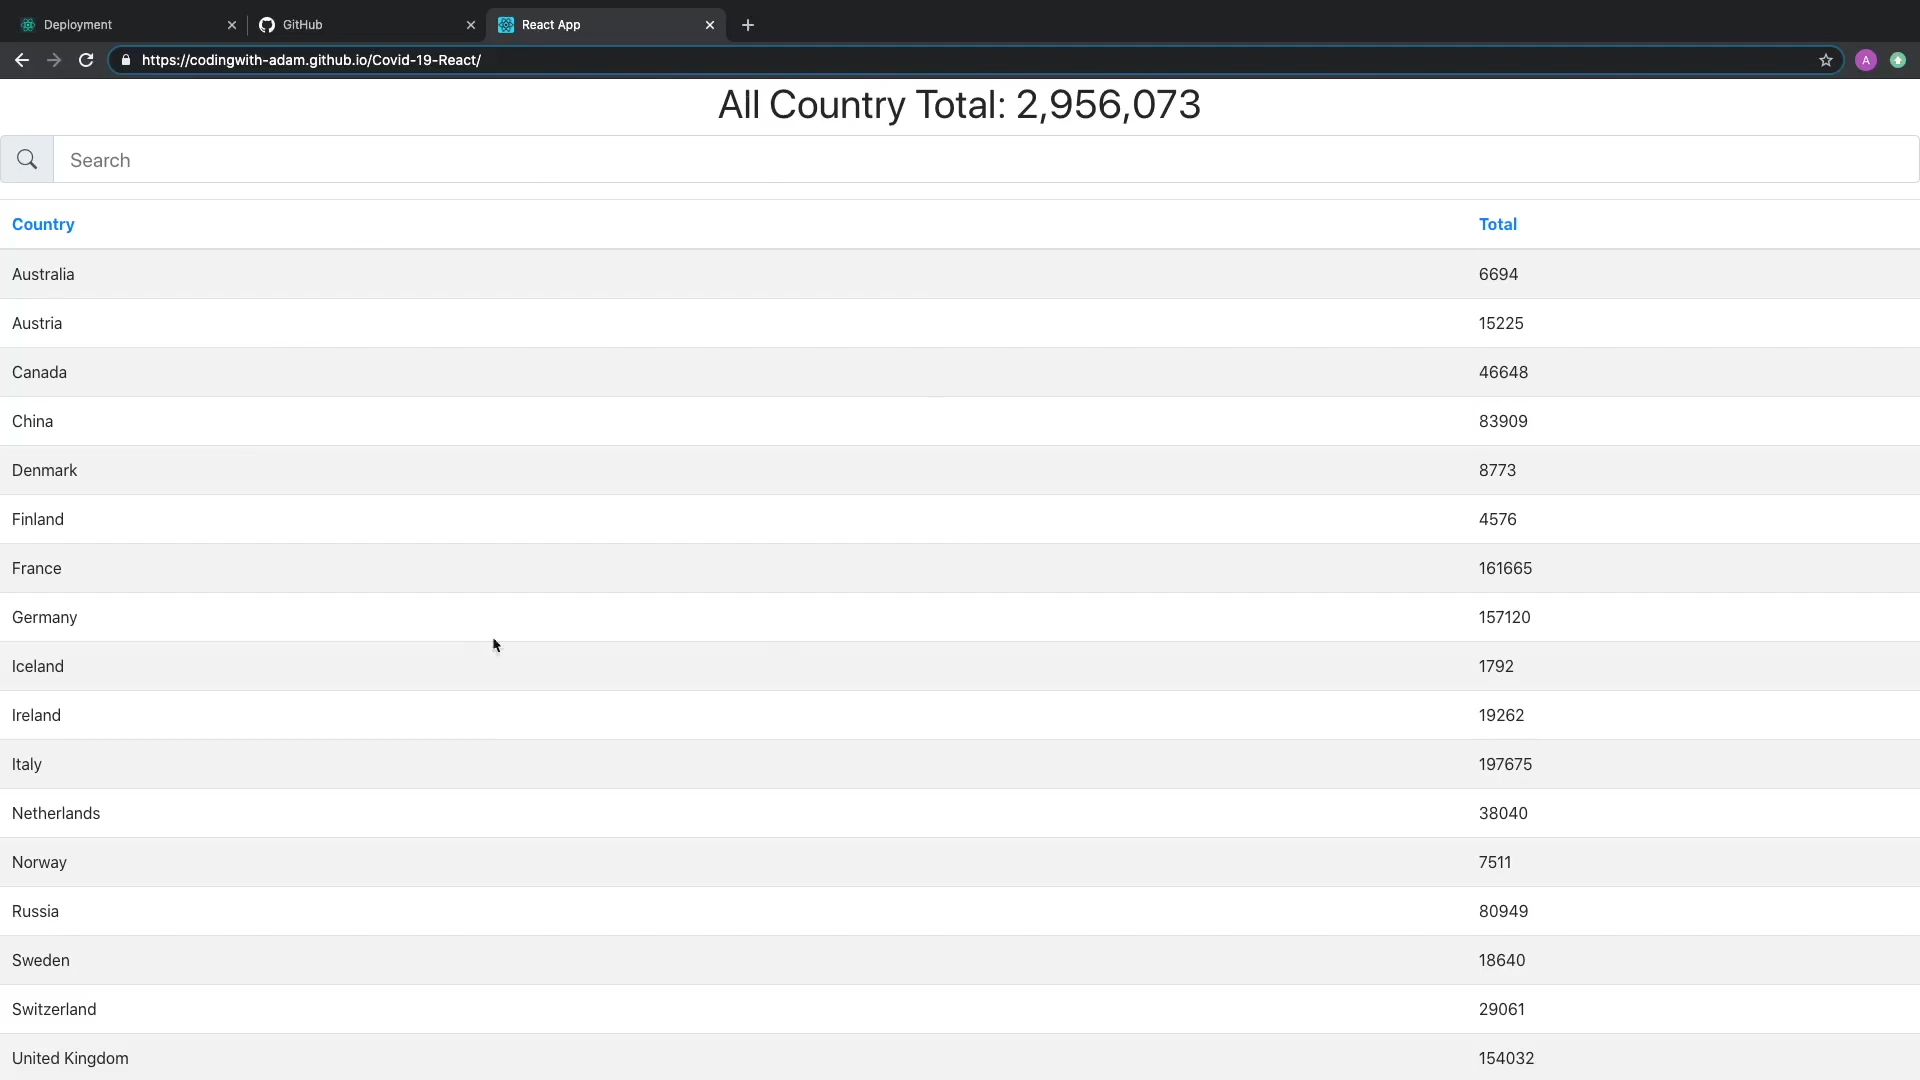 Deployment
GitHub
React App
https://codingwith-adam.github.io/Covid-19-React/
A
All Country Total: 2,956,073
Search
Country Total
Australia 6694
Austria 15225
Canada 46648
China 83909
Denmark 8773
Finland 4576
France 161665
Germany 157120
Iceland 1792
Ireland 19262
Italy 197675
Netherlands 38040
Norway 7511
Russia 80949
Sweden 18640
Switzerland 29061
United Kingdom 154032